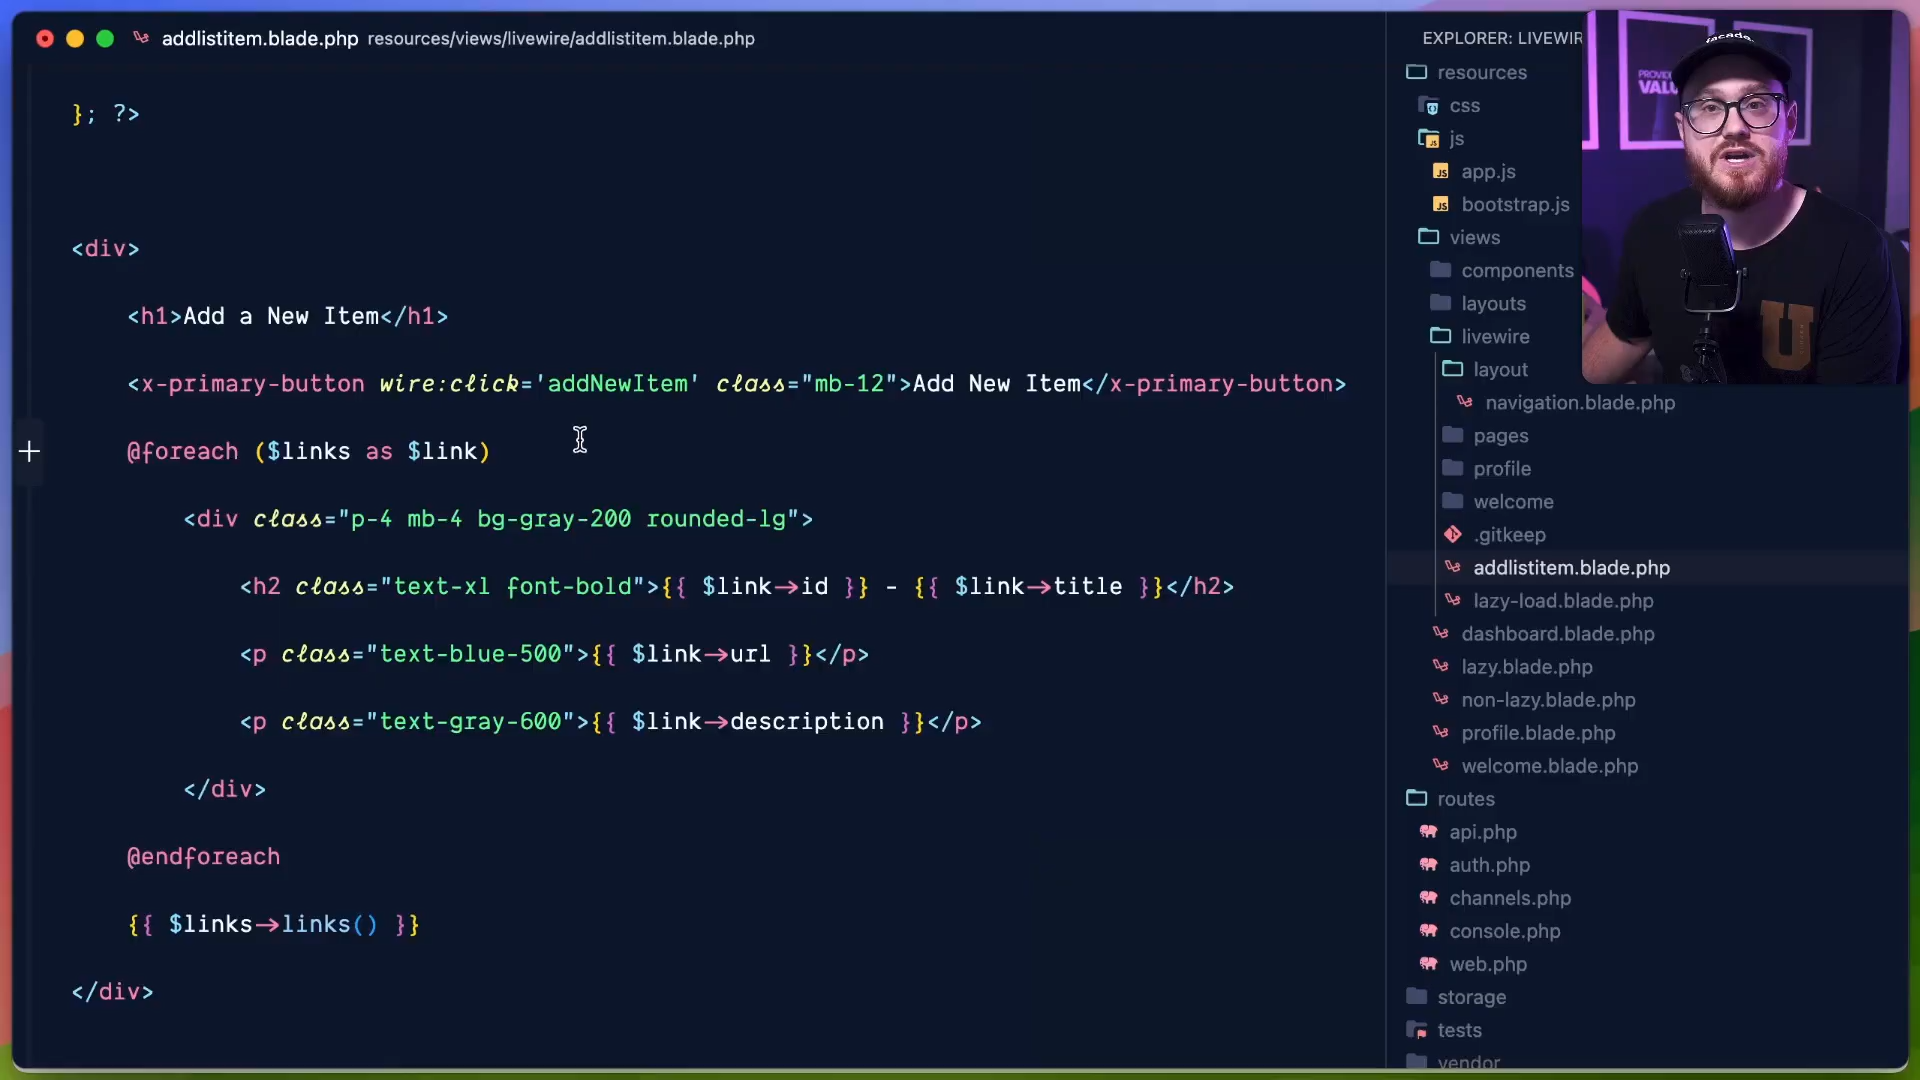 addlistitem.blade.php resources/views/livewire/addlistitem.blade.php
}; ?>
<div>
<h1>Add a New Item</h1>
<x-primary-button wire:click='addNewItem' class="mb-12">Add New Item</x-primary-button>
@foreach ($links as $link)
<div class="p-4 mb-4 bg-gray-200 rounded-lg">
<h2 class="text-xl font-bold">{{ $link->id }} - {{ $link->title }}</h2>
<p class="text-blue-500">{{ $link->url }}</p>
<p class="text-gray-600">{{ $link->description }}</p>
</div>
@endforeach
{{ $links->links() }}
</div>
EXPLORER: LIVEWIR
resources
css
js
app.js
bootstrap.js
views
components
layouts
livewire
layout
navigation.blade.php
pages
profile
welcome
.gitkeep
addlistitem.blade.php
lazy-load.blade.php
dashboard.blade.php
lazy.blade.php
non-lazy.blade.php
profile.blade.php
welcome.blade.php
routes
api.php
auth.php
channels.php
console.php
web.php
storage
tests
vendor
facade
U